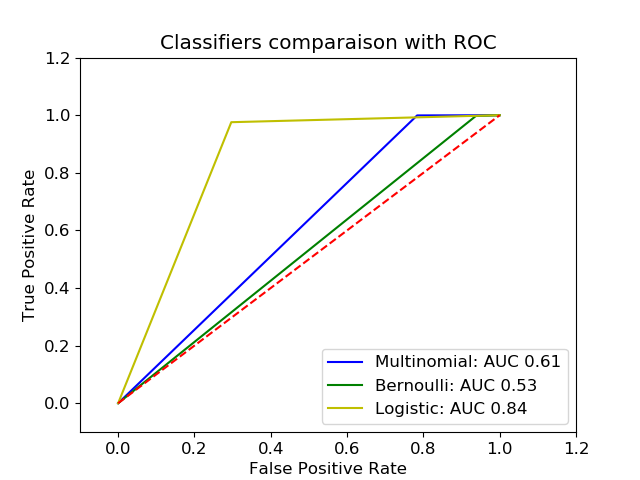 Classifiers comparaison with ROC
True Positive Rate
1.2
1.0
0.8
0.6
0.4
0.2
0.0
Multinomial: AUC 0.61
Bernoulli: AUC 0.53
Logistic: AUC 0.84
0.0 0.2 0.4 0.6 0.8 1.0 1.2
False Positive Rate